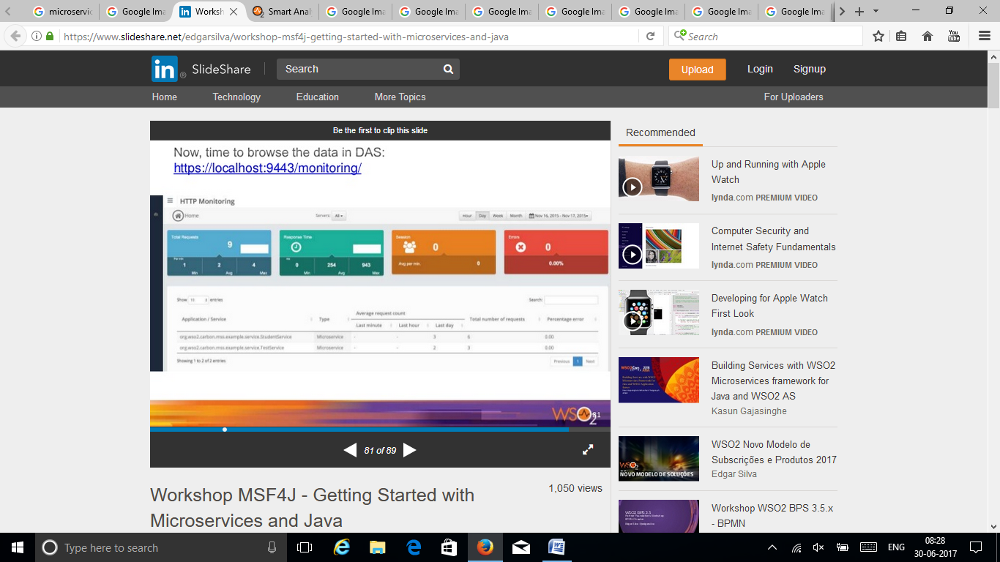 microservic
Google Ima
Worksh
Smart Anal
Google Ima
Google Ima
Google Ima
Google Ima
Google Ima
Google Ima
Google Ima
https://www.slideshare.net/edgarsilva/workshop-msf4j-getting-started-with-microservices-and-java
Search
You
Tube
in ® SlideShare
Search
Upload
Login
Signup
Home
Technology
Education
More Topics
For Uploaders
Be the first to clip this slide
Now, time to browse the data in DAS:
https://localhost:9443/monitoring/
HTTP Monitoring
Home
Servers: All
Hour Day Week Month Nov 16, 2015 - Nov 17, 2015
Total Requests
9
Per min
1 2 4
Min Avg Max
Response Time
0 254 943
Min Avg Max
Session
0
Avg per min. 0
Errors
0
0.00%
Show 10 entries
Search:
Application / Service Type Average request count Total number of requests Percentage error
Last minute Last hour Last day
org.wso2.carbon.mss.example.service.StudentService Microservice - - 3 6 0.00
org.wso2.carbon.mss.example.service.TestService Microservice - - 2 3 0.00
Showing 1 to 2 of 2 entries
Previous 1 Next
WSO2 81
81 of 89
Workshop MSF4J - Getting Started with
Microservices and Java
1,050 views
Recommended
Up and Running with Apple
Watch
lynda.com PREMIUM VIDEO
Computer Security and
Internet Safety Fundamentals
lynda.com PREMIUM VIDEO
Developing for Apple Watch
First Look
lynda.com PREMIUM VIDEO
Building Services with WSO2
Microservices framework for
Java and WSO2 AS
Kasun Gajasinghe
NOVO MODELO DE SOLUÇÕES
WSO2 Novo Modelo de
Subscrições e Produtos 2017
Edgar Silva
WSO2 BPS 3.5
Workshop WSO2 BPS 3.5.x
- BPMN
Type here to search
ENG
08:28
30-06-2017